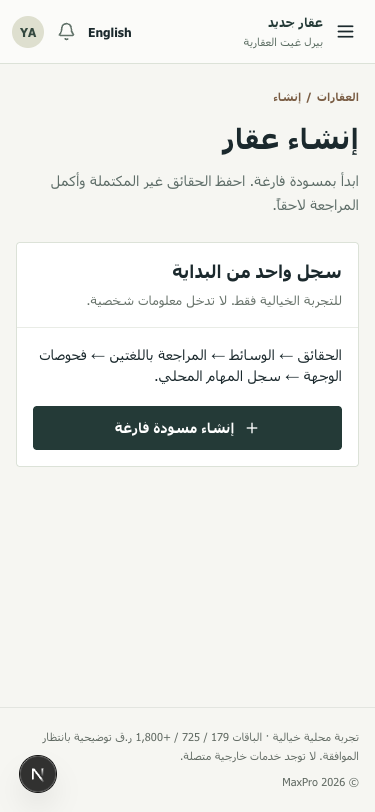 عقار جديد
بيرل غيت العقارية
English
YA
العقارات / إنشاء
إنشاء عقار
ابدأ بمسودة فارغة. احفظ الحقائق غير المكتملة وأكمل
المراجعة لاحقاً.
سجل واحد من البداية
للتجربة الخيالية فقط. لا تدخل معلومات شخصية.
الحقائق ← الوسائط ← المراجعة باللغتين ← فحوصات
الوجهة ← سجل المهام المحلي.
+ إنشاء مسودة فارغة
تجربة محلية خيالية · الباقات 179 / 725 / +1,800 ر.ق توضيحية بانتظار
الموافقة. لا توجد خدمات خارجية متصلة.
© 2026 MaxPro
N